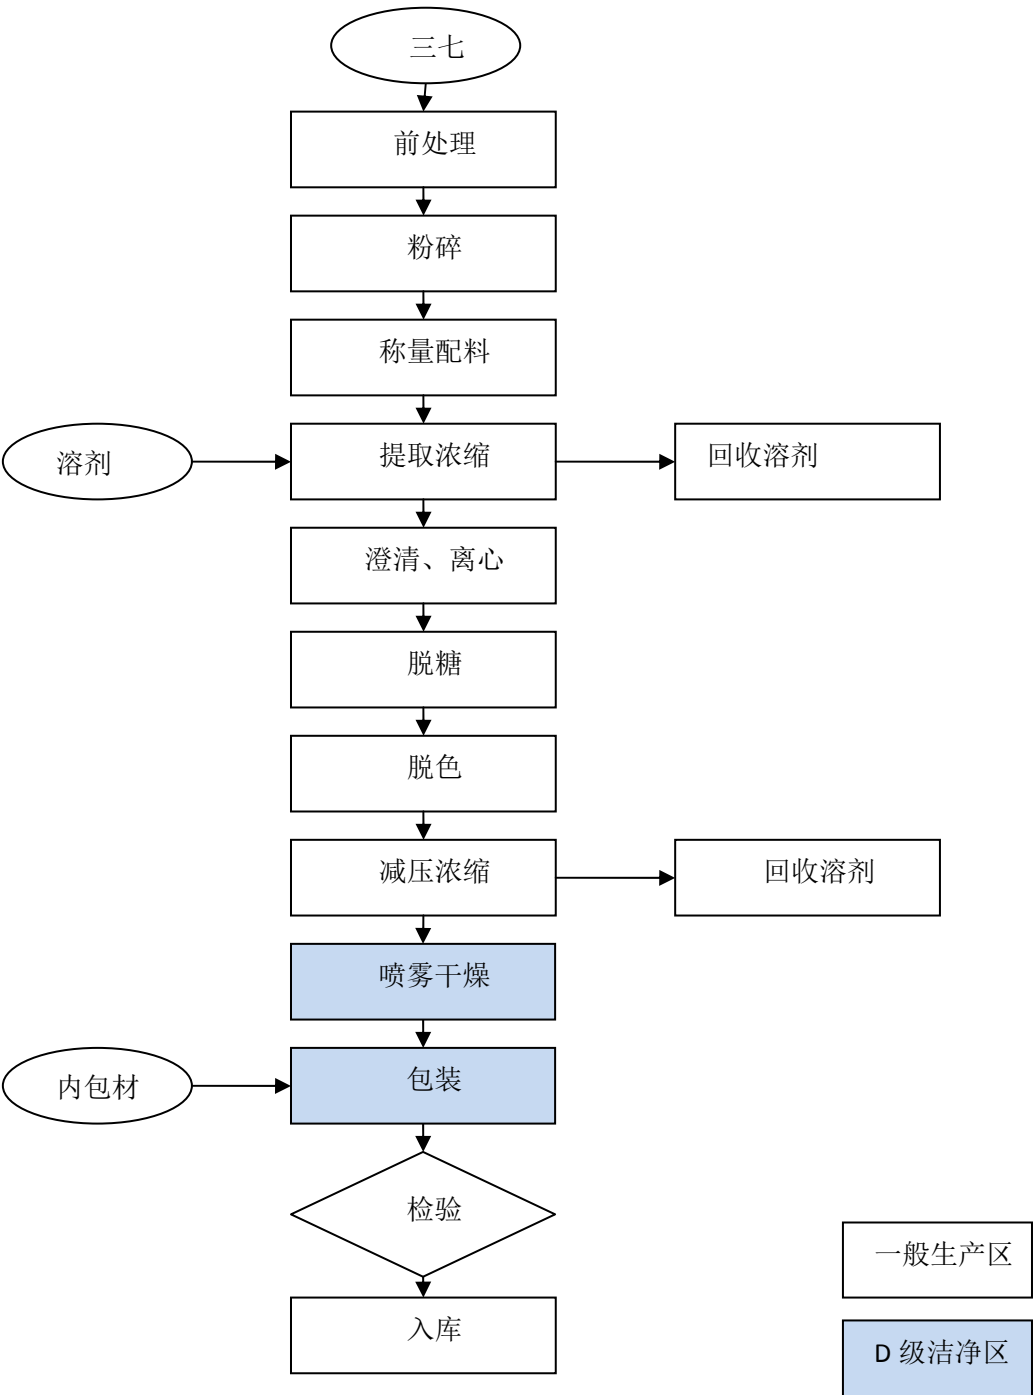 三七
前处理
粉碎
称量配料
溶剂
提取浓缩
回收溶剂
澄清、离心
脱糖
脱色
减压浓缩
回收溶剂
喷雾干燥
内包材
包装
检验
入库
一般生产区
D 级洁净区